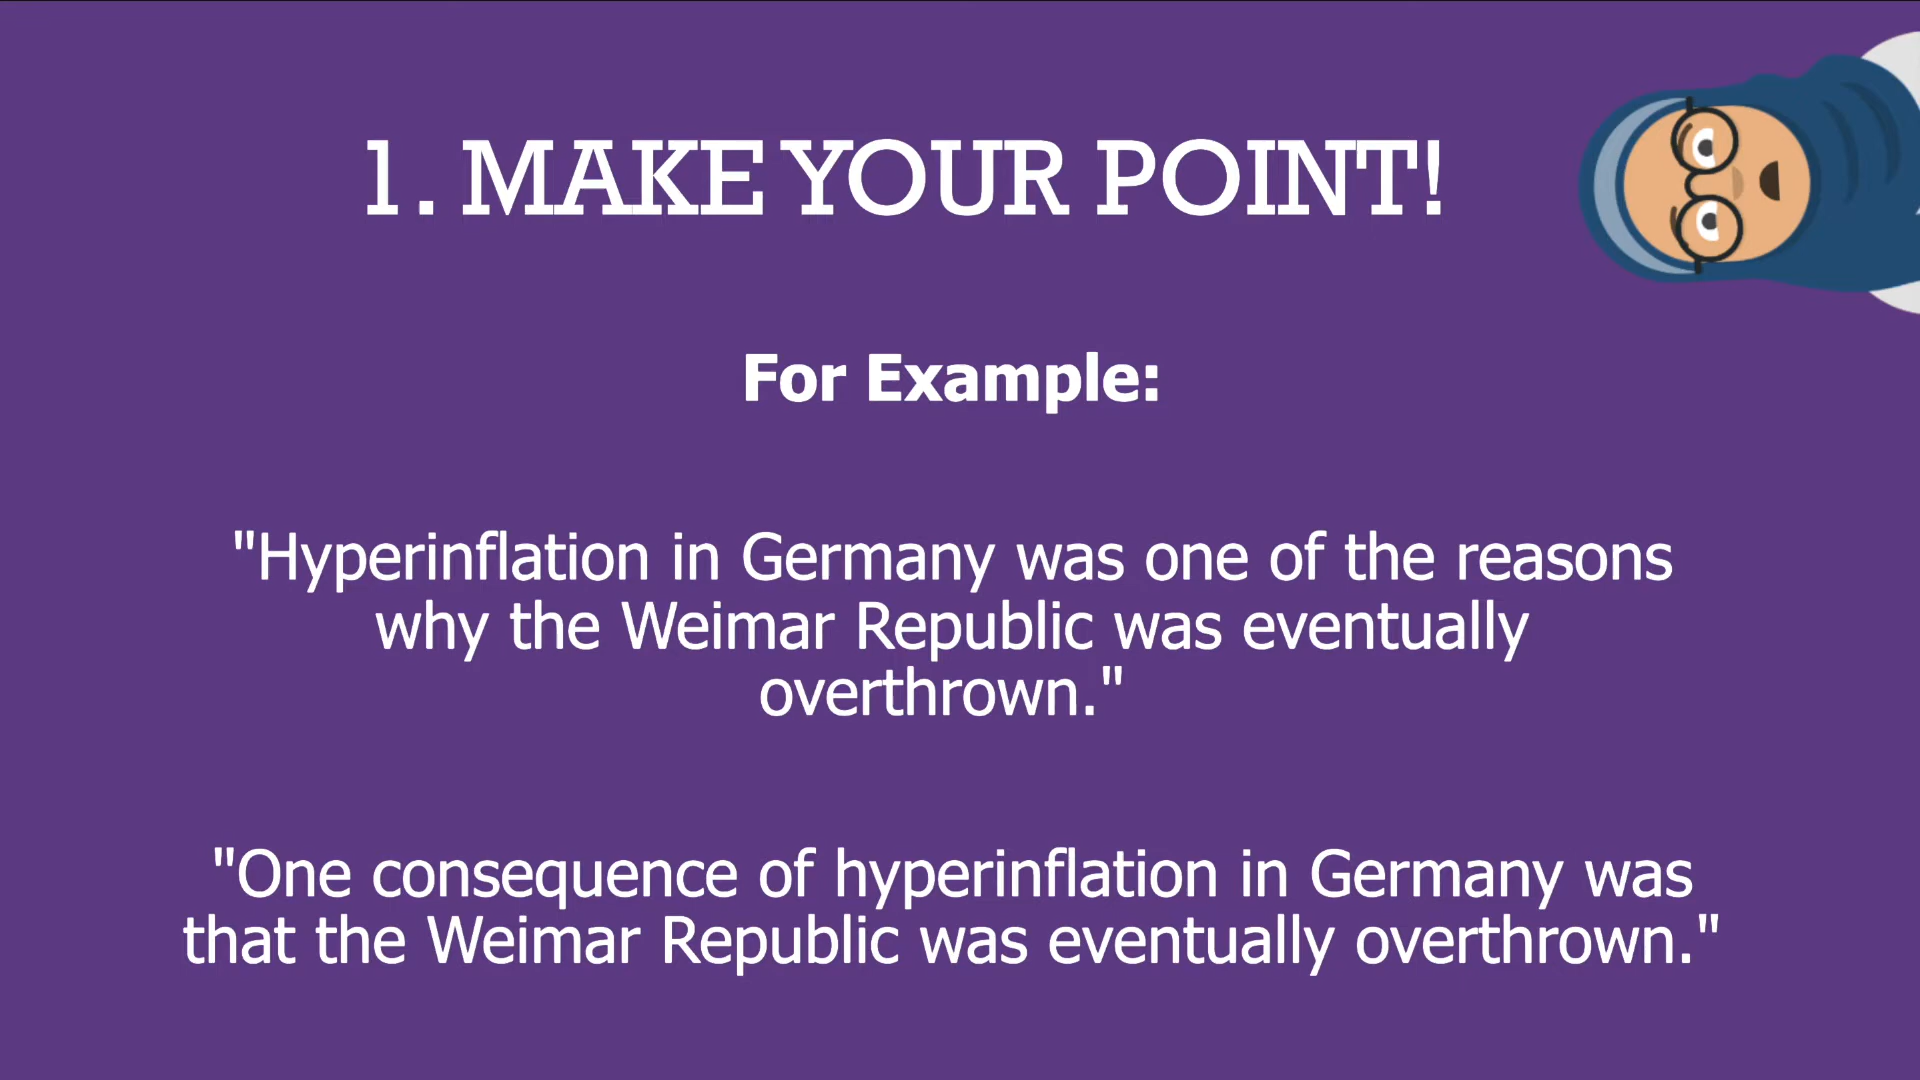 1. MAKE YOUR POINT!
For Example:
"Hyperinflation in Germany was one of the reasons
why the Weimar Republic was eventually
overthrown."
"One consequence of hyperinflation in Germany was
that the Weimar Republic was eventually overthrown."